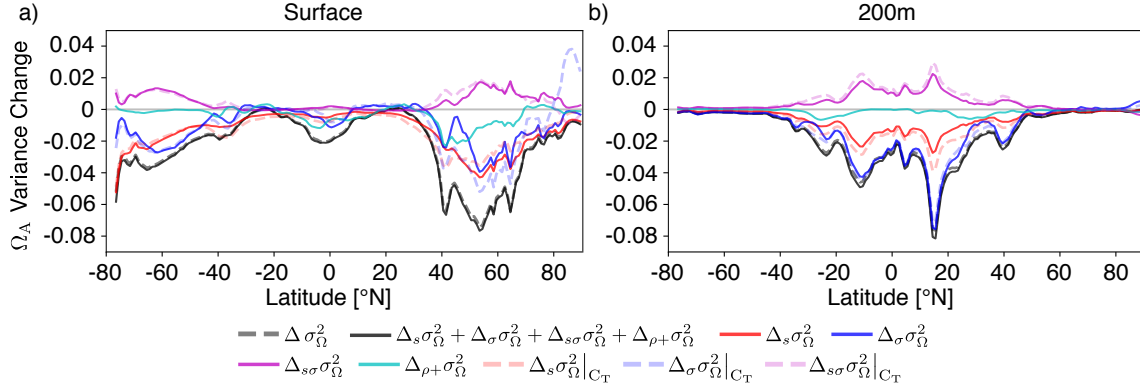 a) Surface
b) 200m
Ω_A Variance Change
0.04
0.02
0
-0.02
-0.04
-0.06
-0.08
-80 -60 -40 -20 0 20 40 60 80
Latitude [°N]
0.04
0.02
0
-0.02
-0.04
-0.06
-0.08
-80 -60 -40 -20 0 20 40 60 80
Latitude [°N]
Δ σ²_Ω Δ_s σ²_Ω + Δ_σ σ²_Ω + Δ_sσ σ²_Ω + Δ_ρ+ σ²_Ω Δ_s σ²_Ω Δ_σ σ²_Ω
Δ_sσ σ²_Ω Δ_ρ+ σ²_Ω Δ_s σ²_Ω|_C_T Δ_σ σ²_Ω|_C_T Δ_sσ σ²_Ω|_C_T